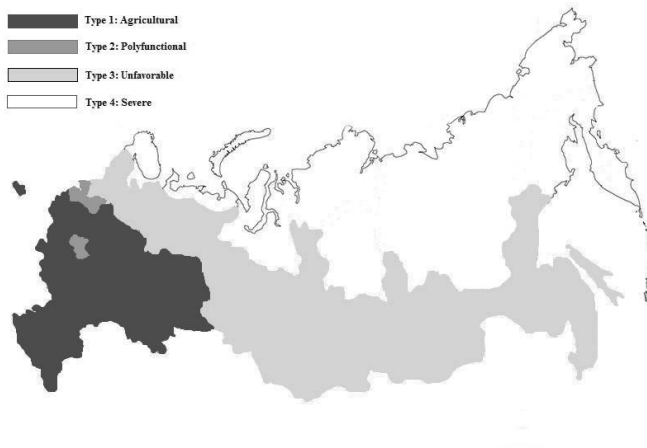 Type 1: Agricultural
Type 2: Polyfunctional
Type 3: Unfavorable
Type 4: Severe